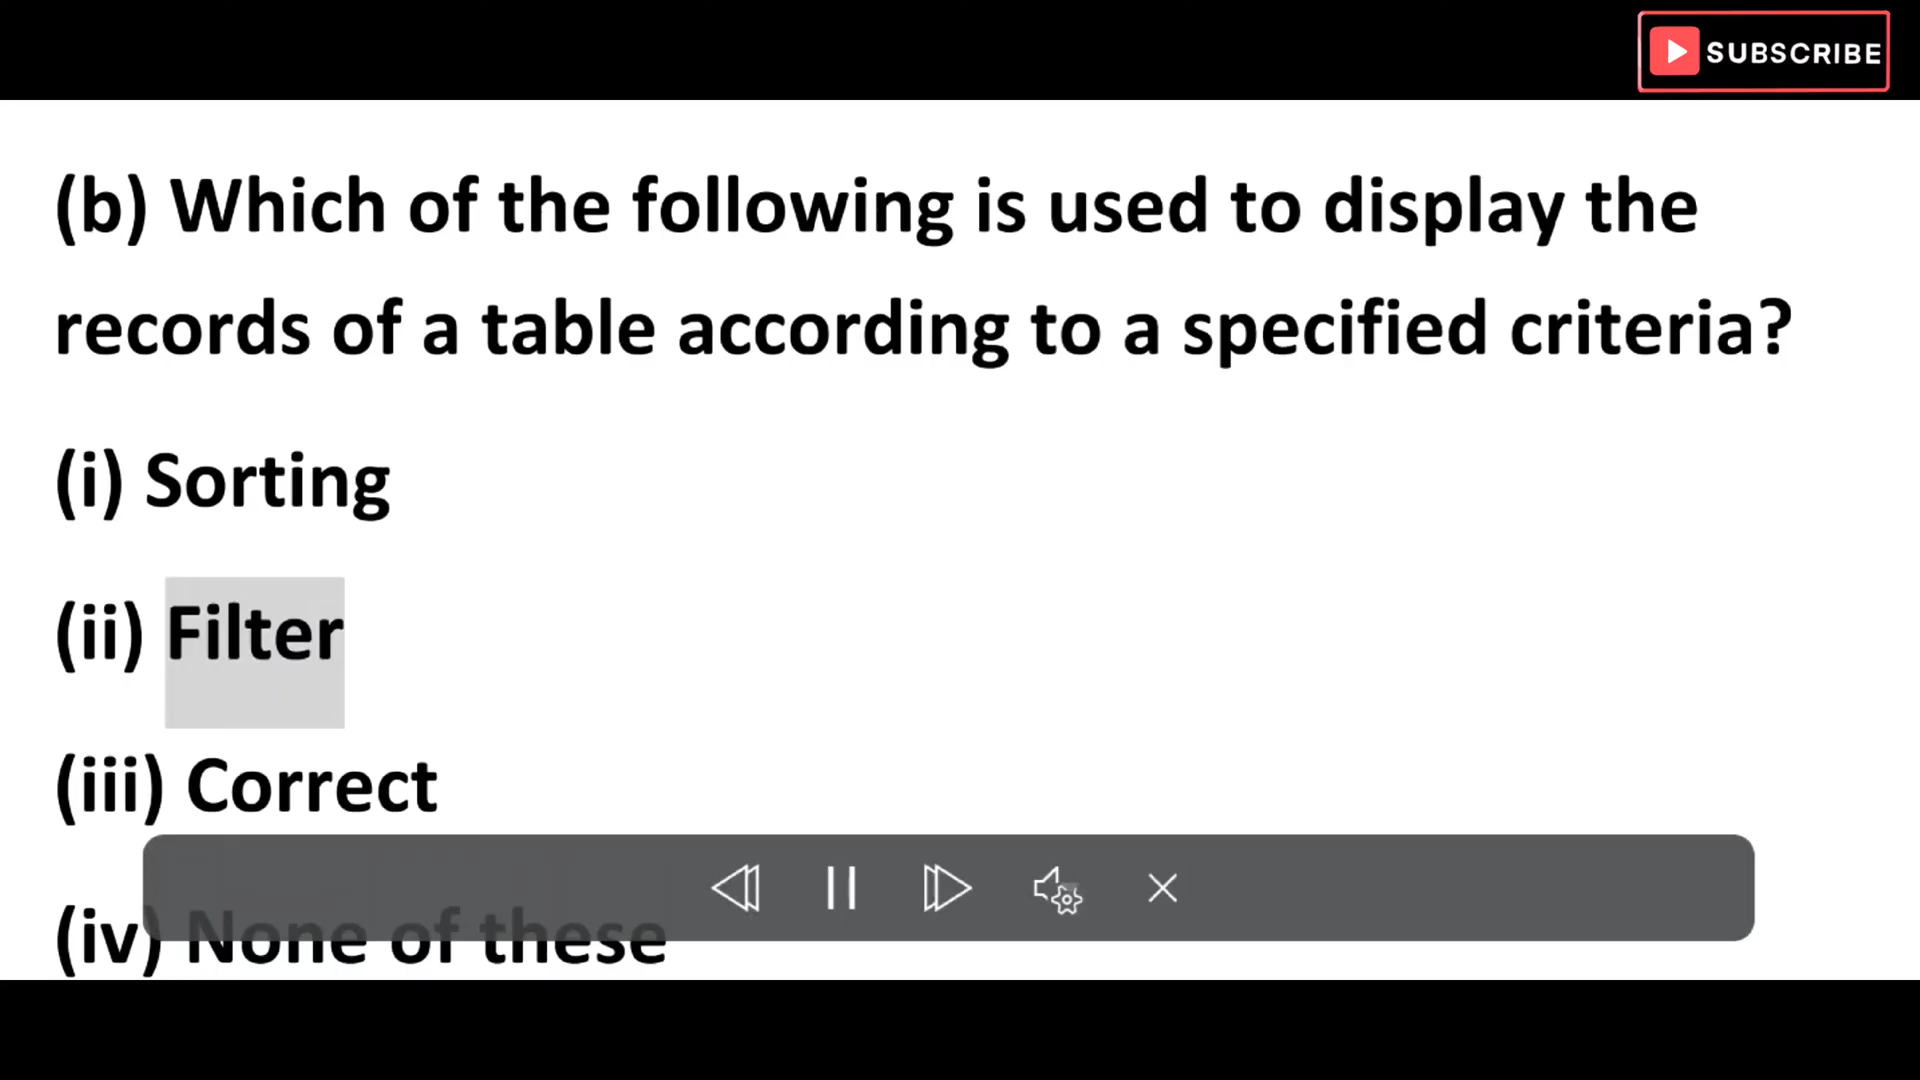 SUBSCRIBE
(b) Which of the following is used to display the
records of a table according to a specified criteria?
(i) Sorting
(ii) Filter
(iii) Correct
(iv) None of these